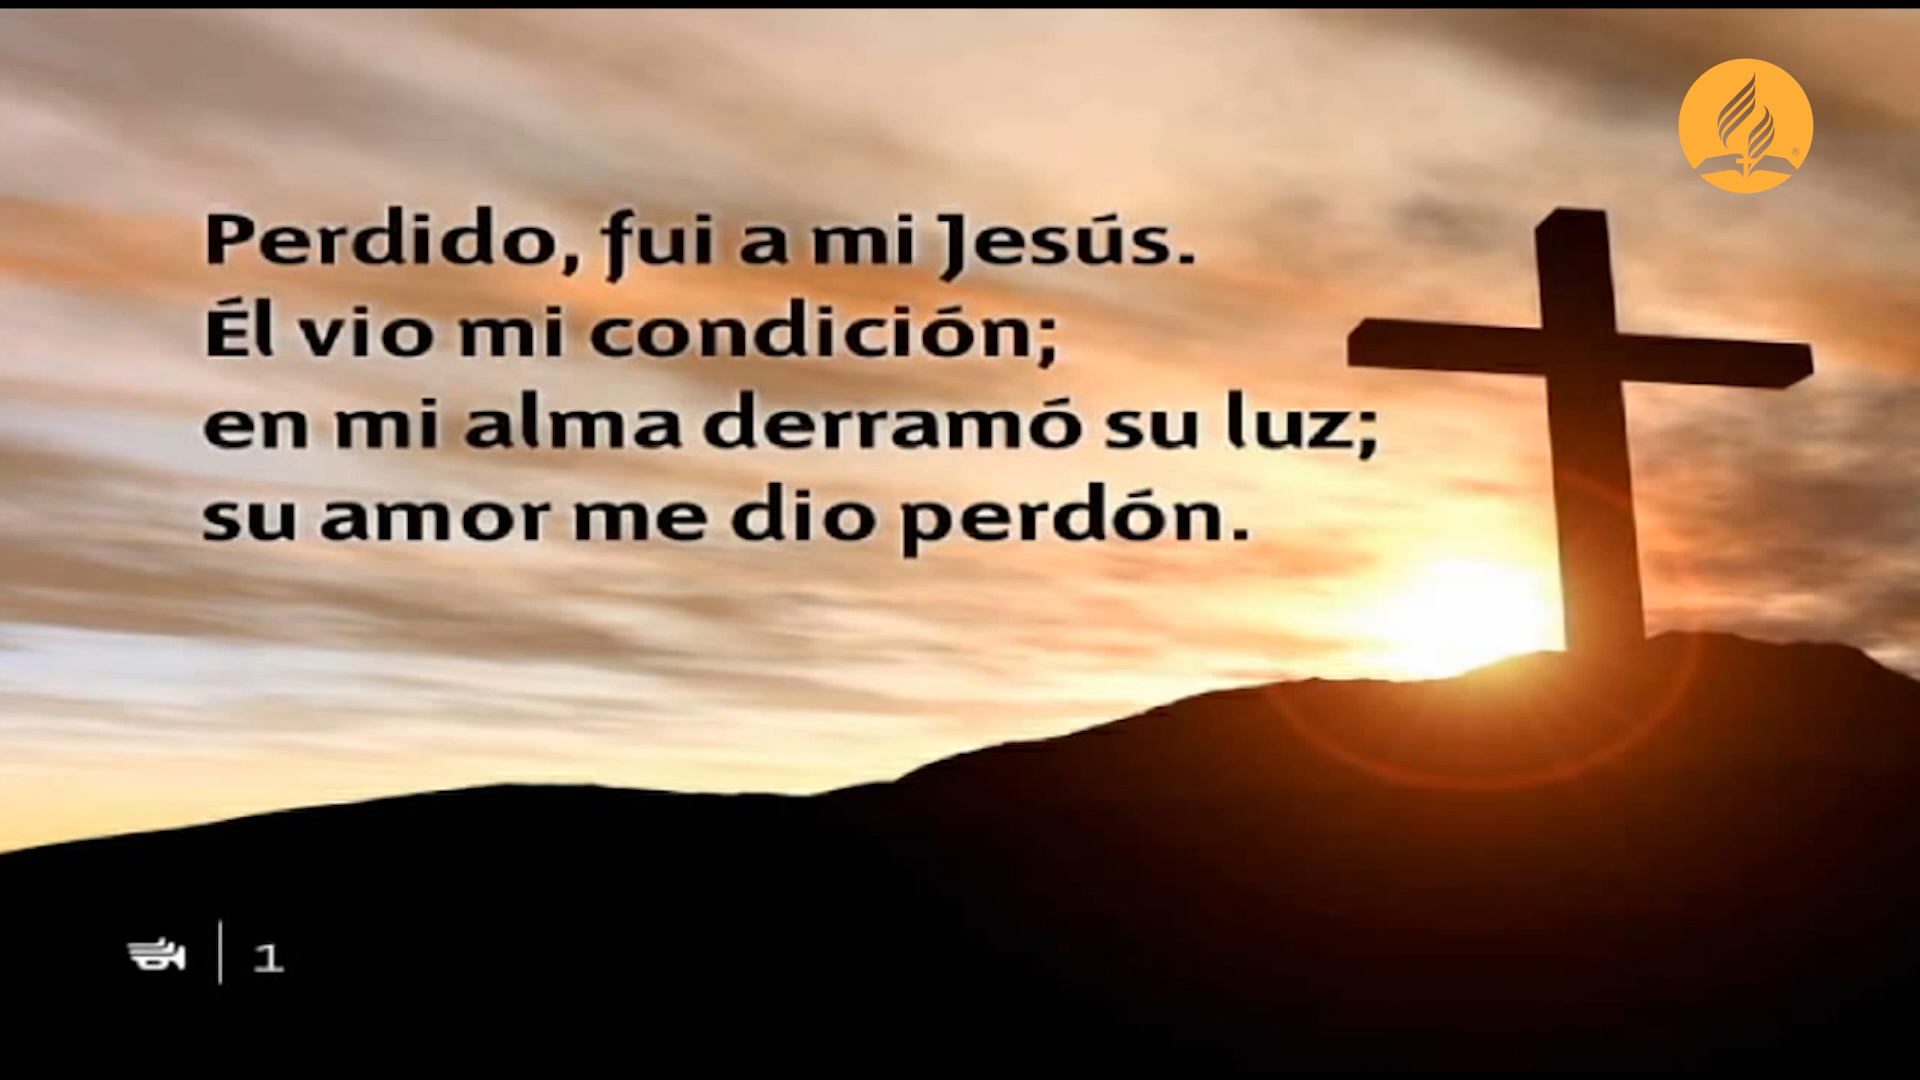 Perdido, fui a mi Jesús.
Él vio mi condición;
en mi alma derramó su luz;
su amor me dio perdón.
1